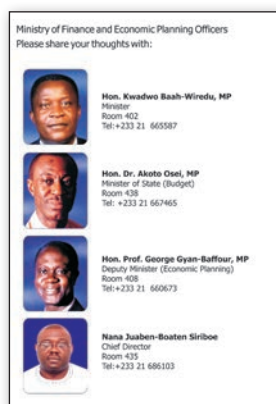 Ministry of Finance and Economic Planning Officers
Please share your thoughts with:
Hon. Kwadwo Baah-Wiredu, MP
Minister
Room 402
Tel:+233 21 665587
Hon. Dr. Akoto Osei, MP
Minister of State (Budget)
Room 438
Tel: +233 21 667465
Hon. Prof. George Gyan-Baffour, MP
Deputy Minister (Economic Planning)
Room 408
Tel:+233 21 660673
Nana Juaben-Boaten Siriboe
Chief Director
Room 435
Tel:+233 21 686103